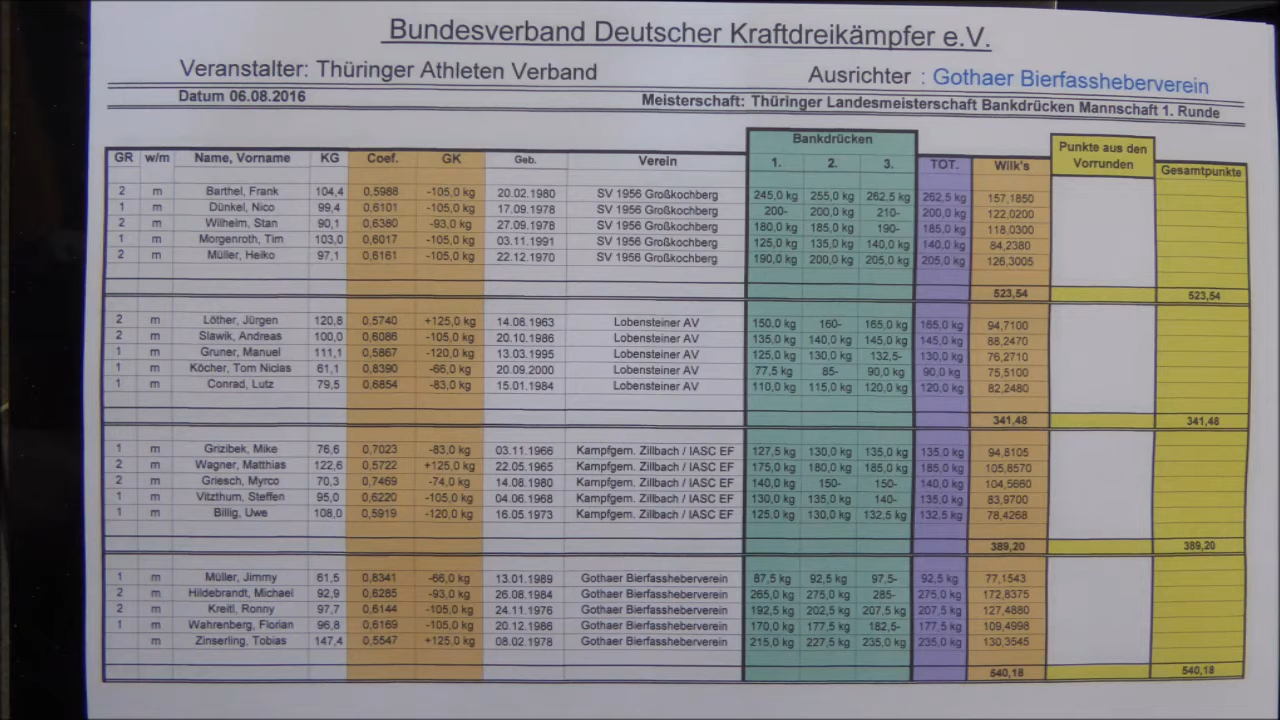 Bundesverband Deutscher Kraftdreikämpfer e.V.
Veranstalter: Thüringer Athleten Verband Ausrichter : Gothaer Bierfassheberverein
Datum 06.08.2016 Meisterschaft: Thüringer Landesmeisterschaft Bankdrücken Mannschaft 1. Runde
Bankdrücken Punkte aus den Vorrunden
GR w/m Name, Vorname KG Coef. GK Geb. Verein 1. 2. 3. TOT. Wilk's Gesamtpunkte
2 m Barthel, Frank 104,4 0,5988 -105,0 kg 20.02.1980 SV 1956 Großkochberg 245,0 kg 255,0 kg 262,5 kg 262,5 kg 157,1850
1 m Dünkel, Nico 99,4 0,6101 -105,0 kg 17.09.1978 SV 1956 Großkochberg 200- 200,0 kg 210- 200,0 kg 122,0200
2 m Wilhelm, Stan 90,1 0,6380 -93,0 kg 27.09.1978 SV 1956 Großkochberg 180,0 kg 185,0 kg 190- 185,0 kg 118,0300
1 m Morgenroth, Tim 103,0 0,6017 -105,0 kg 03.11.1991 SV 1956 Großkochberg 125,0 kg 135,0 kg 140,0 kg 140,0 kg 84,2380
2 m Müller, Heiko 97,1 0,6161 -105,0 kg 22.12.1970 SV 1956 Großkochberg 190,0 kg 200,0 kg 205,0 kg 205,0 kg 126,3005
523,54 523,54
2 m Löther, Jürgen 120,8 0,5740 +125,0 kg 14.08.1963 Lobensteiner AV 150,0 kg 160- 165,0 kg 165,0 kg 94,7100
2 m Slawik, Andreas 100,0 0,6086 -105,0 kg 20.10.1986 Lobensteiner AV 135,0 kg 140,0 kg 145,0 kg 145,0 kg 88,2470
1 m Gruner, Manuel 111,1 0,5867 -120,0 kg 13.03.1995 Lobensteiner AV 125,0 kg 130,0 kg 132,5- 130,0 kg 76,2710
1 m Köcher, Tom Niclas 61,1 0,8390 -66,0 kg 20.09.2000 Lobensteiner AV 77,5 kg 85- 90,0 kg 90,0 kg 75,5100
1 m Conrad, Lutz 79,5 0,6854 -83,0 kg 15.01.1984 Lobensteiner AV 110,0 kg 115,0 kg 120,0 kg 120,0 kg 82,2480
341,48 341,48
1 m Grizibek, Mike 76,6 0,7023 -83,0 kg 03.11.1966 Kampfgem. Zillbach / IASC EF 127,5 kg 130,0 kg 135,0 kg 135,0 kg 94,8105
2 m Wagner, Matthias 122,6 0,5722 +125,0 kg 22.05.1965 Kampfgem. Zillbach / IASC EF 175,0 kg 180,0 kg 185,0 kg 185,0 kg 105,8570
2 m Griesch, Myrco 70,3 0,7469 -74,0 kg 14.08.1980 Kampfgem. Zillbach / IASC EF 140,0 kg 150- 150- 140,0 kg 104,5660
1 m Vitzthum, Steffen 95,0 0,6220 -105,0 kg 04.06.1968 Kampfgem. Zillbach / IASC EF 130,0 kg 135,0 kg 140- 135,0 kg 83,9700
1 m Billig, Uwe 108,0 0,5919 -120,0 kg 16.05.1973 Kampfgem. Zillbach / IASC EF 125,0 kg 130,0 kg 132,5 kg 132,5 kg 78,4268
389,20 389,20
1 m Müller, Jimmy 61,5 0,8341 -66,0 kg 13.01.1989 Gothaer Bierfassheberverein 87,5 kg 92,5 kg 97,5- 92,5 kg 77,1543
2 m Hildebrandt, Michael 92,9 0,6285 -93,0 kg 26.08.1984 Gothaer Bierfassheberverein 265,0 kg 275,0 kg 285- 275,0 kg 172,8375
2 m Kreitl, Ronny 97,7 0,6144 -105,0 kg 24.11.1976 Gothaer Bierfassheberverein 192,5 kg 202,5 kg 207,5 kg 207,5 kg 127,4880
1 m Wahrenberg, Florian 96,8 0,6169 -105,0 kg 20.12.1986 Gothaer Bierfassheberverein 170,0 kg 177,5 kg 182,5- 177,5 kg 109,4998
m Zinserling, Tobias 147,4 0,5547 +125,0 kg 08.02.1978 Gothaer Bierfassheberverein 215,0 kg 227,5 kg 235,0 kg 235,0 kg 130,3545
540,18 540,18